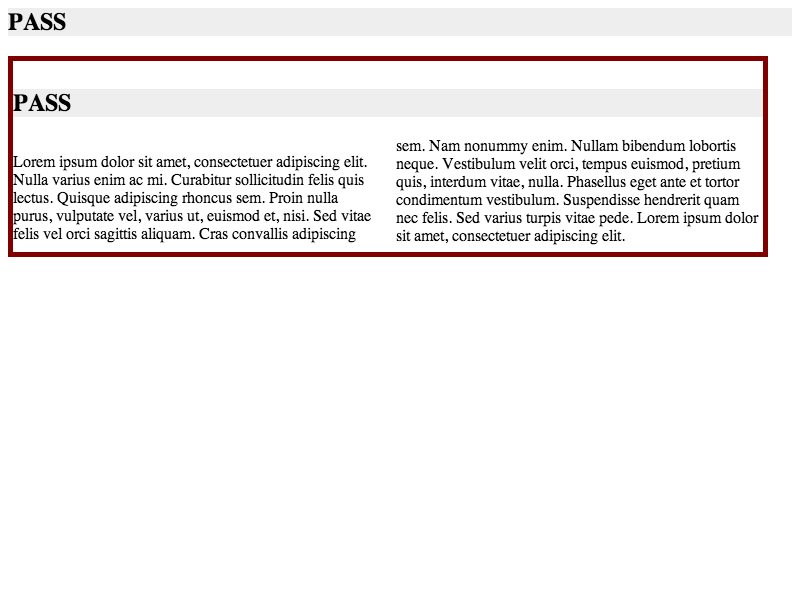 PASS
PASS
Lorem ipsum dolor sit amet, consectetuer adipiscing elit.
Nulla varius enim ac mi. Curabitur sollicitudin felis quis
lectus. Quisque adipiscing rhoncus sem. Proin nulla
purus, vulputate vel, varius ut, euismod et, nisi. Sed vitae
felis vel orci sagittis aliquam. Cras convallis adipiscing
sem. Nam nonummy enim. Nullam bibendum lobortis
neque. Vestibulum velit orci, tempus euismod, pretium
quis, interdum vitae, nulla. Phasellus eget ante et tortor
condimentum vestibulum. Suspendisse hendrerit quam
nec felis. Sed varius turpis vitae pede. Lorem ipsum dolor
sit amet, consectetuer adipiscing elit.